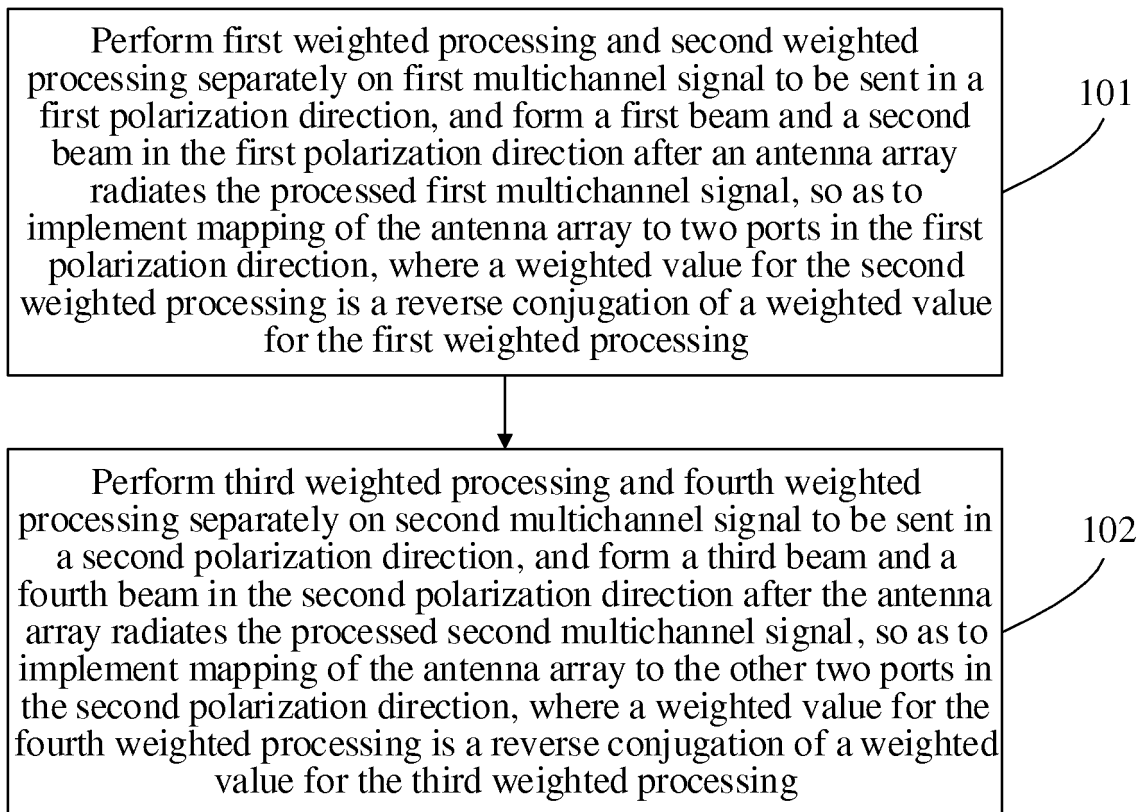 Perform first weighted processing and second weighted
processing separately on first multichannel signal to be sent in a
first polarization direction, and form a first beam and a second
beam in the first polarization direction after an antenna array
radiates the processed first multichannel signal, so as to
implement mapping of the antenna array to two ports in the first
polarization direction, where a weighted value for the second
weighted processing is a reverse conjugation of a weighted value
for the first weighted processing
101
Perform third weighted processing and fourth weighted
processing separately on second multichannel signal to be sent in
a second polarization direction, and form a third beam and a
fourth beam in the second polarization direction after the antenna
array radiates the processed second multichannel signal, so as to
implement mapping of the antenna array to the other two ports in
the second polarization direction, where a weighted value for the
fourth weighted processing is a reverse conjugation of a weighted
value for the third weighted processing
102